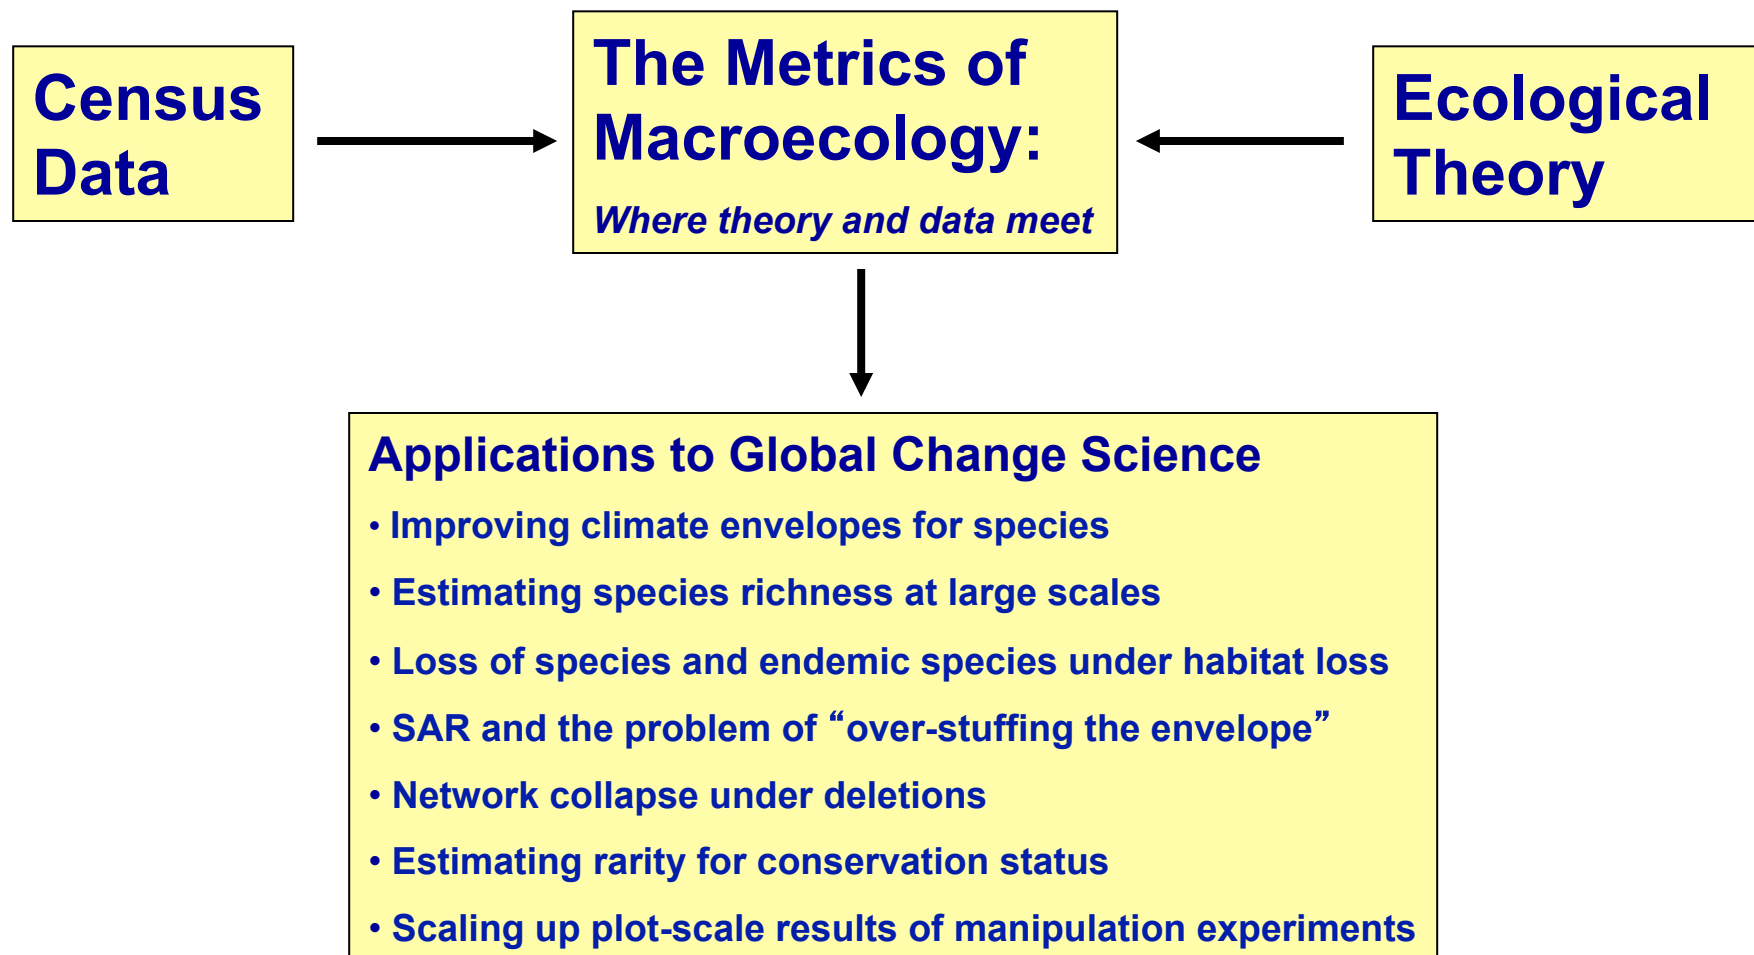 Census
Data
The Metrics of
Macroecology:
Where theory and data meet
Ecological
Theory
Applications to Global Change Science
• Improving climate envelopes for species
• Estimating species richness at large scales
• Loss of species and endemic species under habitat loss
• SAR and the problem of “over-stuffing the envelope”
• Network collapse under deletions
• Estimating rarity for conservation status
• Scaling up plot-scale results of manipulation experiments